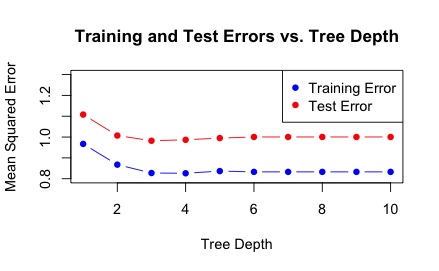 Training and Test Errors vs. Tree Depth
Mean Squared Error
0.8
1.0
1.2
Training Error
Test Error
2
4
6
8
10
Tree Depth